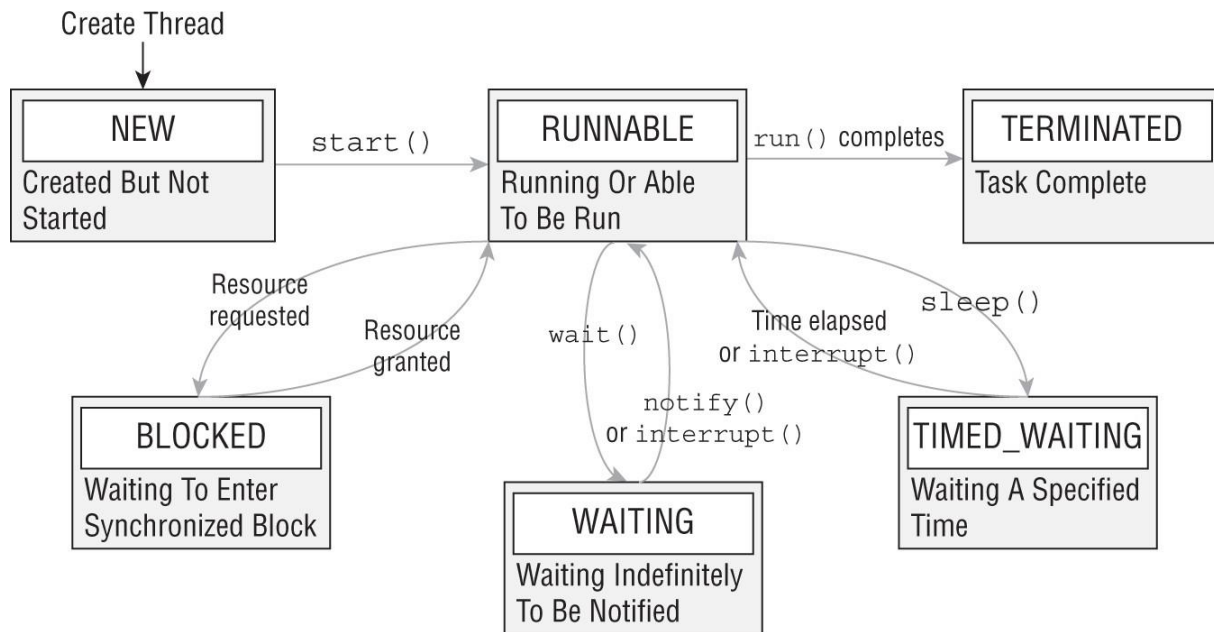 Create Thread
NEW
Created But Not
Started
start()
RUNNABLE
Running Or Able
To Be Run
run() completes
TERMINATED
Task Complete
Resource
requested
Resource
granted
wait()
notify()
or interrupt()
Time elapsed
or interrupt()
sleep()
BLOCKED
Waiting To Enter
Synchronized Block
WAITING
Waiting Indefinitely
To Be Notified
TIMED_WAITING
Waiting A Specified
Time